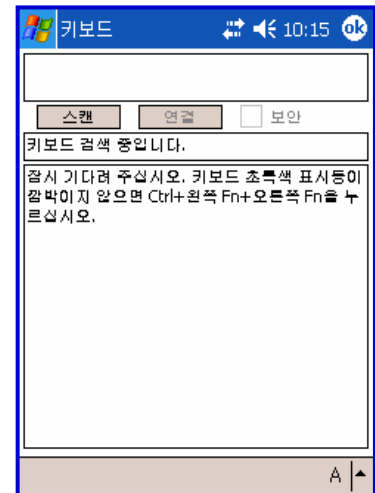 키보드 10:15 ok
스캔 연결 보안
키보드 검색 중입니다.
잠시 기다려 주십시오. 키보드 초록색 표시등이
깜박이지 않으면 Ctrl+왼쪽 Fn+오른쪽 Fn을 누
르십시오.
A